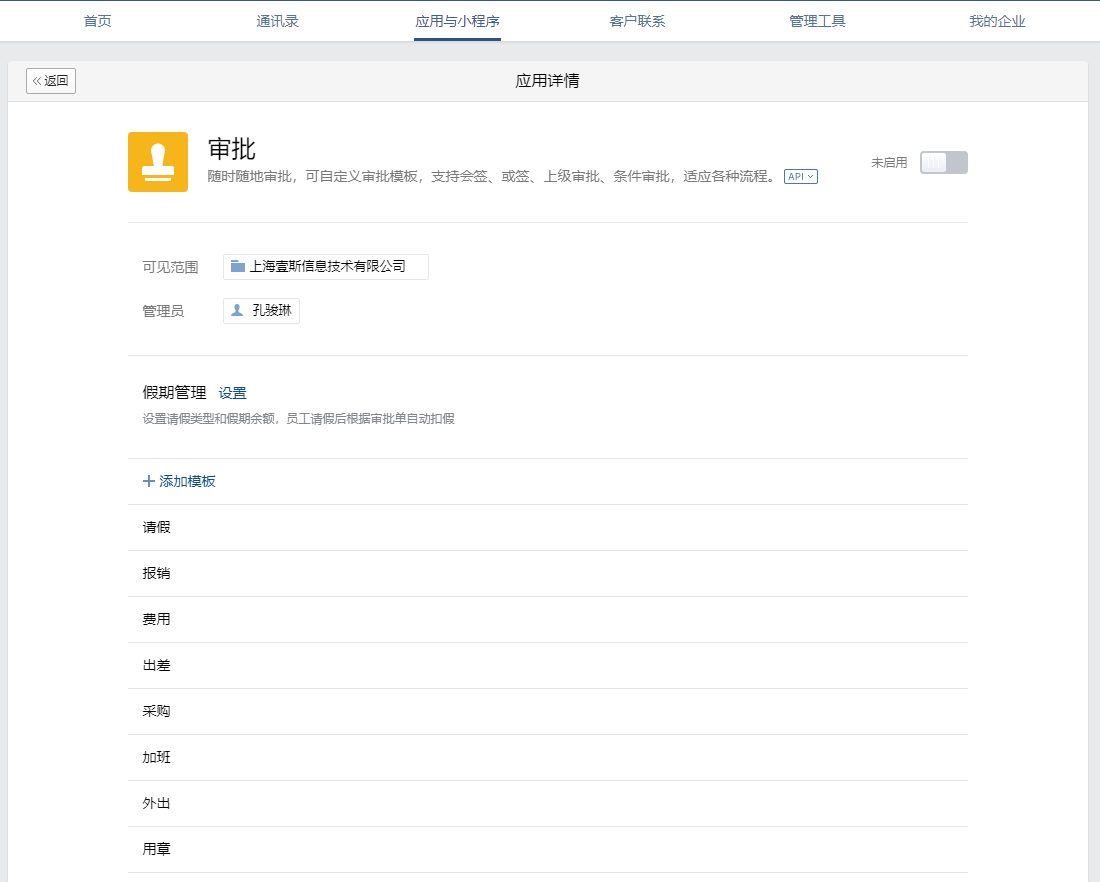 首页 通讯录 应用与小程序 客户联系 管理工具 我的企业
返回 应用详情
审批
随时随地审批，可自定义审批模板，支持会签、或签、上级审批、条件审批，适应各种流程。 API
未启用
可见范围 上海壹斯信息技术有限公司
管理员 孔骏琳
假期管理 设置
设置请假类型和假期余额，员工请假后根据审批单自动扣假
添加模板
请假
报销
费用
出差
采购
加班
外出
用章